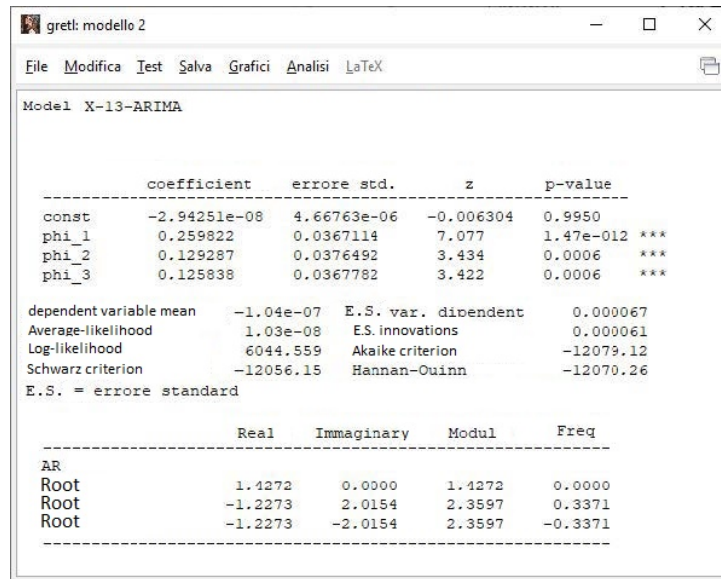 gretl: modello 2
File Modifica Test Salva Grafici Analisi LaTeX
Model X-13-ARIMA
coefficient errore std. z p-value
const -2.94251e-08 4.66763e-06 -0.006304 0.9950
phi_1 0.259822 0.0367114 7.077 1.47e-012 ***
phi_2 0.129287 0.0376492 3.434 0.0006 ***
phi_3 0.125838 0.0367782 3.422 0.0006 ***
dependent variable mean -1.04e-07 E.S. var. dipendent 0.000067
Average-likelihood 1.03e-08 E.S. innovations 0.000061
Log-likelihood 6044.559 Akaike criterion -12079.12
Schwarz criterion -12056.15 Hannan-Quinn -12070.26
E.S. = errore standard
Real Immaginary Modul Freq
AR
Root 1.4272 0.0000 1.4272 0.0000
Root -1.2273 2.0154 2.3597 0.3371
Root -1.2273 -2.0154 2.3597 -0.3371